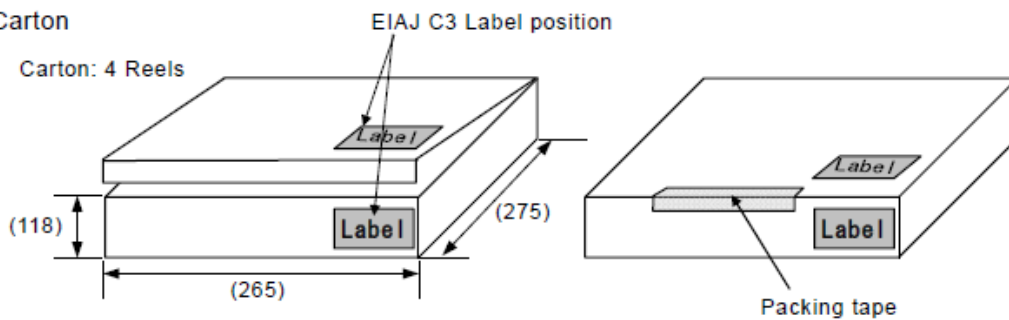 Carton
EIAJ C3 Label position
Carton: 4 Reels
Label
Label
(118)
(275)
(265)
Label
Label
Packing tape